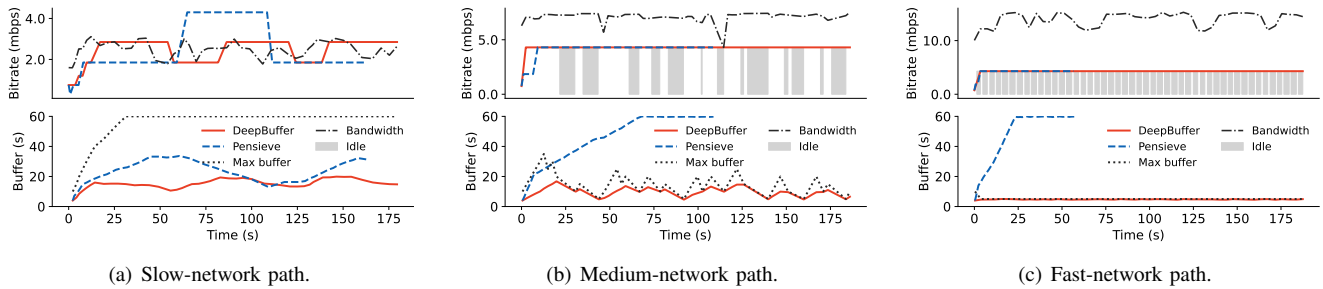 Bitrate (mbps)
4.0
2.0
Buffer (s)
60
40
20
0
DeepBuffer
Pensieve
Max buffer
Bandwidth
Idle
0 25 50 75 100 125 150 175
Time (s)
(a) Slow-network path.
Bitrate (mbps)
5.0
0.0
Buffer (s)
60
40
20
0
DeepBuffer
Pensieve
Max buffer
Bandwidth
Idle
0 25 50 75 100 125 150 175
Time (s)
(b) Medium-network path.
Bitrate (mbps)
10.0
0.0
Buffer (s)
60
40
20
0
DeepBuffer
Pensieve
Max buffer
Bandwidth
Idle
0 25 50 75 100 125 150 175
Time (s)
(c) Fast-network path.